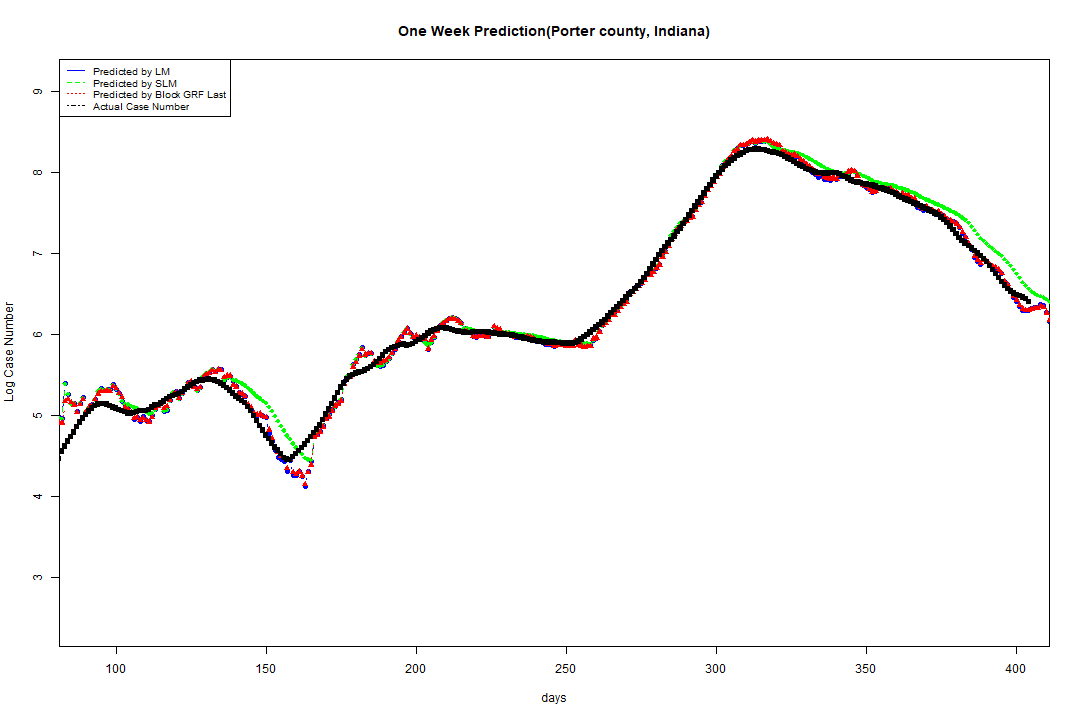 One Week Prediction(Porter county, Indiana)
Predicted by LM
Predicted by SLM
Predicted by Block GRF Last
Actual Case Number
Log Case Number
9
8
7
6
5
4
3
100 150 200 250 300 350 400
days